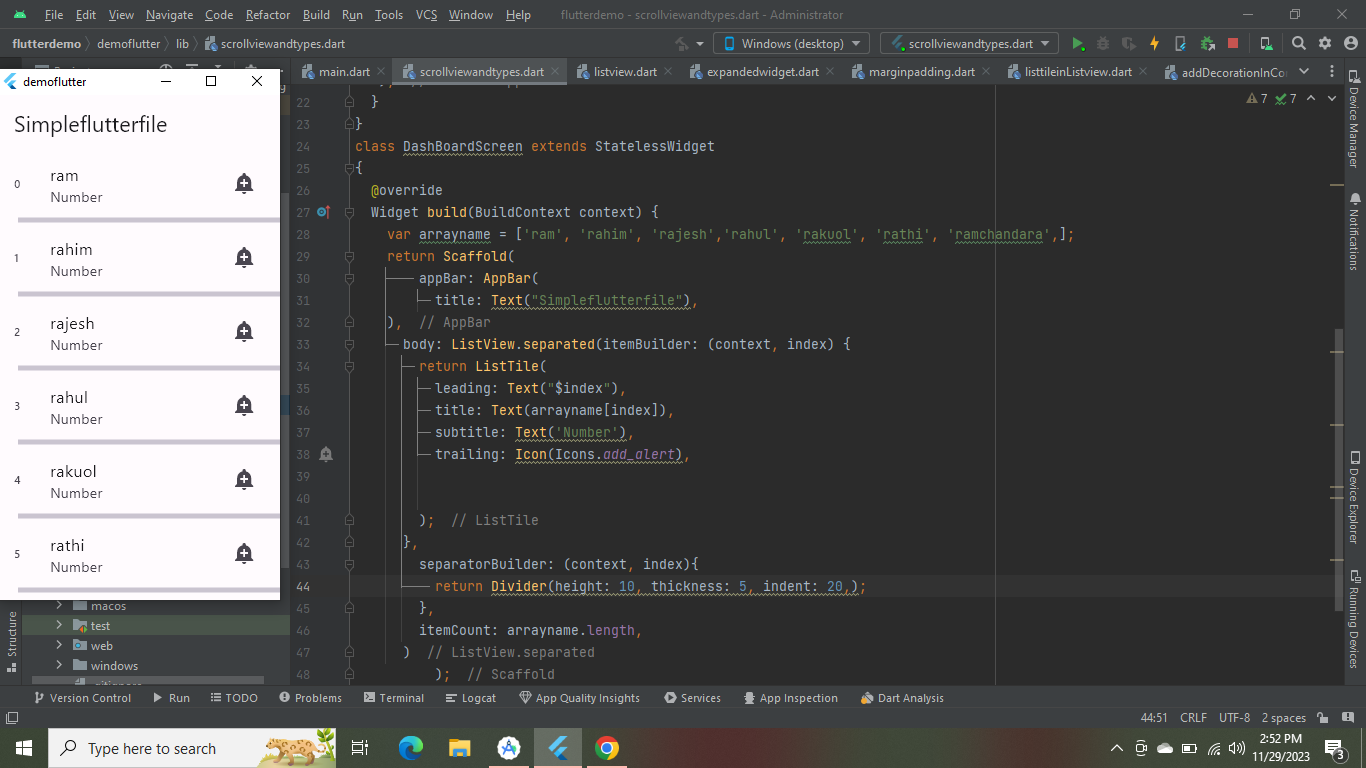 File Edit View Navigate Code Refactor Build Run Tools VCS Window Help flutterdemo - scrollviewandtypes.dart - Administrator
flutterdemo demoflutter lib scrollviewandtypes.dart Windows (desktop) scrollviewandtypes.dart
main.dart scrollviewandtypes.dart listview.dart expandedwidget.dart marginpadding.dart listtileinListview.dart addDecorationInCo
demoflutter
Simpleflutterfile
0 ram
Number
1 rahim
Number
2 rajesh
Number
3 rahul
Number
4 rakuol
Number
5 rathi
Number
macos
test
web
windows
.gitignore
7 7
22 }
23 }
24 class DashBoardScreen extends StatelessWidget
25 {
26 @override
27 Widget build(BuildContext context) {
28 var arrayname = ['ram', 'rahim', 'rajesh','rahul', 'rakuol', 'rathi', 'ramchandara',];
29 return Scaffold(
30 appBar: AppBar(
31 title: Text("Simpleflutterfile"),
32 ), // AppBar
33 body: ListView.separated(itemBuilder: (context, index) {
34 return ListTile(
35 leading: Text("$index"),
36 title: Text(arrayname[index]),
37 subtitle: Text('Number'),
38 trailing: Icon(Icons.add_alert),
39
40
41 ); // ListTile
42 },
43 separatorBuilder: (context, index){
44 return Divider(height: 10, thickness: 5, indent: 20,);
45 },
46 itemCount: arrayname.length,
47 ) // ListView.separated
48 ); // Scaffold
Device Manager
Notifications
Device Explorer
Running Devices
Structure
Version Control Run TODO Problems Terminal Logcat App Quality Insights Services App Inspection Dart Analysis
44:51 CRLF UTF-8 2 spaces
Type here to search
2:52 PM
11/29/2023
3